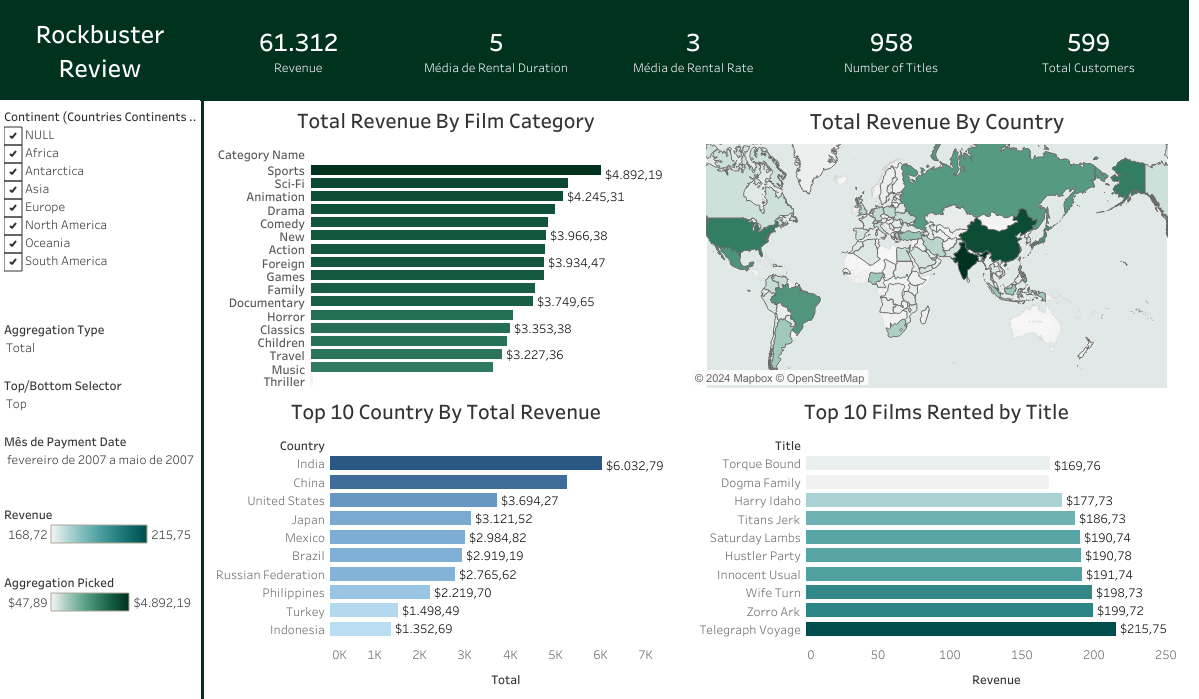 Rockbuster
Review
61.312
Revenue
5
Média de Rental Duration
3
Média de Rental Rate
958
Number of Titles
599
Total Customers
Continent (Countries Continents ..
NULL
Africa
Antarctica
Asia
Europe
North America
Oceania
South America
Aggregation Type
Total
Top/Bottom Selector
Top
Mês de Payment Date
fevereiro de 2007 a maio de 2007
Revenue
168,72 215,75
Aggregation Picked
$47,89 $4.892,19
Total Revenue By Film Category
Category Name
Sports $4.892,19
Sci-Fi
Animation $4.245,31
Drama
Comedy
New $3.966,38
Action
Foreign $3.934,47
Games
Family
Documentary $3.749,65
Horror
Classics $3.353,38
Children
Travel $3.227,36
Music
Thriller
Total Revenue By Country
© 2024 Mapbox © OpenStreetMap
Top 10 Country By Total Revenue
Country
India $6.032,79
China
United States $3.694,27
Japan $3.121,52
Mexico $2.984,82
Brazil $2.919,19
Russian Federation $2.765,62
Philippines $2.219,70
Turkey $1.498,49
Indonesia $1.352,69
0K 1K 2K 3K 4K 5K 6K 7K
Total
Top 10 Films Rented by Title
Title
Torque Bound $169,76
Dogma Family
Harry Idaho $177,73
Titans Jerk $186,73
Saturday Lambs $190,74
Hustler Party $190,78
Innocent Usual $191,74
Wife Turn $198,73
Zorro Ark $199,72
Telegraph Voyage $215,75
0 50 100 150 200 250
Revenue